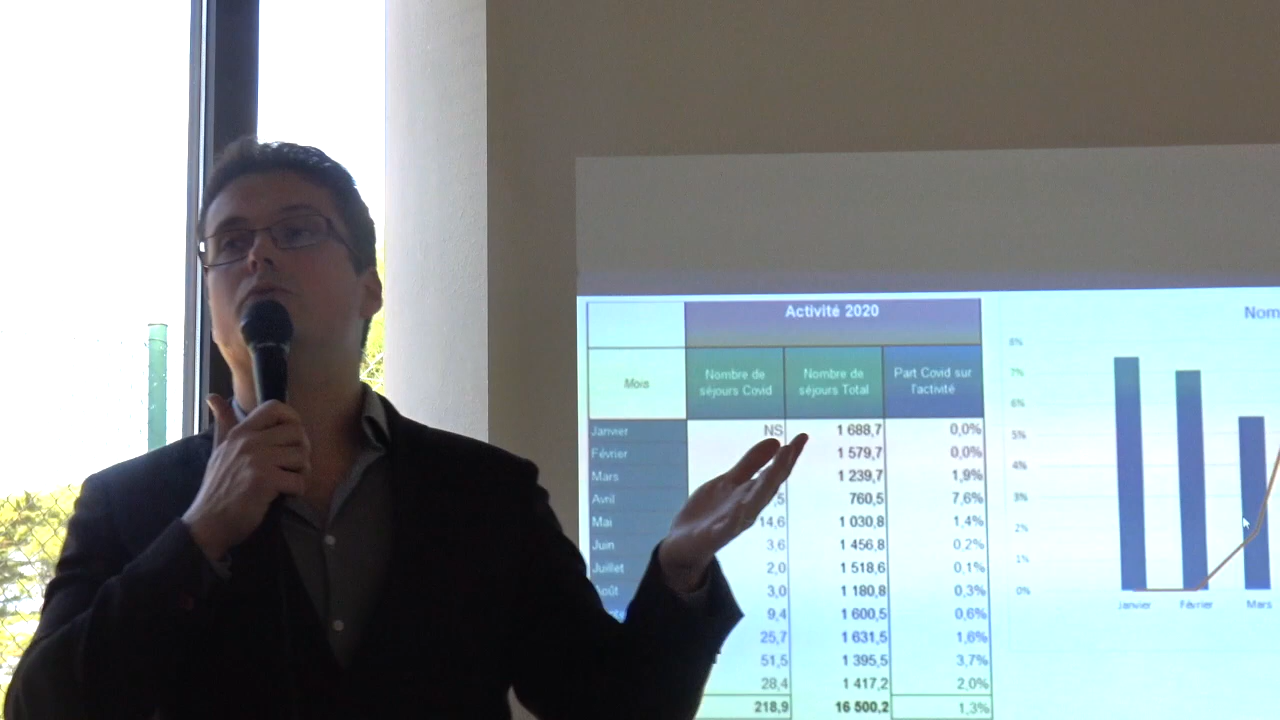 Activité 2020
Mois
Nombre de
séjours Covid
Nombre de
séjours Total
Part Covid sur
l'activité
Janvier NS 1 688,7 0,0%
Février 1 579,7 0,0%
Mars 1 239,7 1,9%
Avril ,5 760,5 7,6%
Mai 14,6 1 030,8 1,4%
Juin 3,6 1 456,8 0,2%
Juillet 2,0 1 518,6 0,1%
oût 3,0 1 180,8 0,3%
9,4 1 600,5 0,6%
25,7 1 631,5 1,6%
51,5 1 395,5 3,7%
28,4 1 417,2 2,0%
218,9 16 500,2 1,3%
Nom
8%
7%
6%
5%
4%
3%
2%
1%
0%
Janvier Février Mars